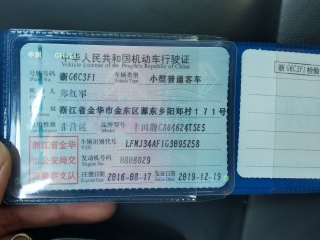 中华人民共和国机动车行驶证
Vehicle License of the People's Republic of China
号牌号码 浙G6C3F1 车辆类型 小型普通客车
所有人 郑红军
住址 浙江省金华市金东区源东乡阳郑村171号
使用性质 非营运 品牌型号 丰田牌CA64624T5E5
浙江省金华 车辆识别代号 LFMJ34AF1G3095258
市公安局交 发动机号码 H008029
通警察支队 注册日期 2016-08-17 发证日期 2019-12-19
浙G6C3F1